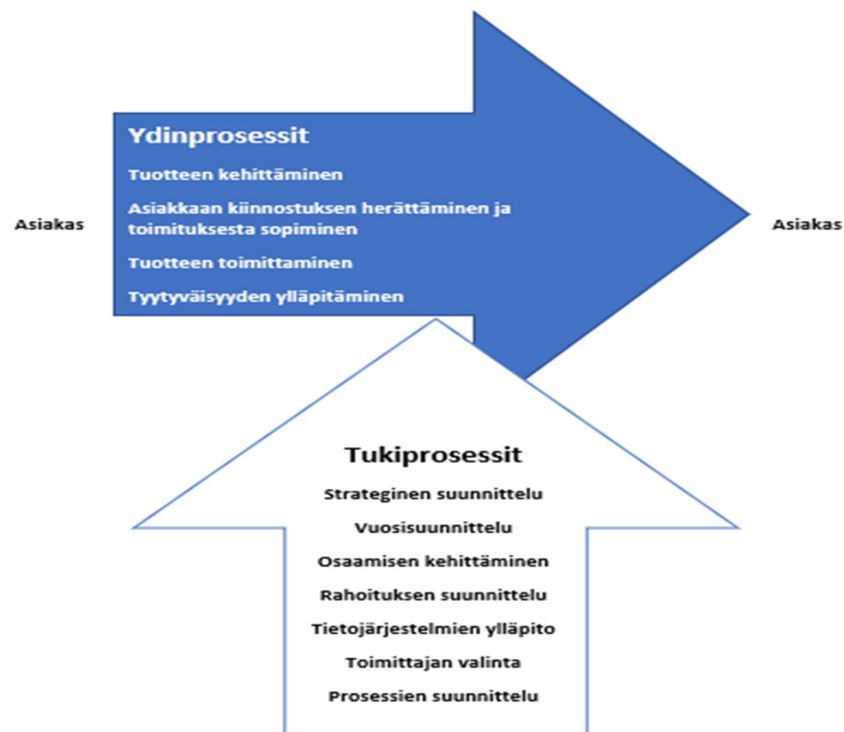 Ydinprosessit
Tuotteen kehittäminen
Asiakkaan kiinnostuksen herättäminen ja
toimituksesta sopiminen
Tuotteen toimittaminen
Tyytyväisyyden ylläpitäminen
Asiakas
Asiakas
Tukiprosessit
Strateginen suunnittelu
Vuosisuunnittelu
Osaamisen kehittäminen
Rahoituksen suunnittelu
Tietojärjestelmien ylläpito
Toimittajan valinta
Prosessien suunnittelu